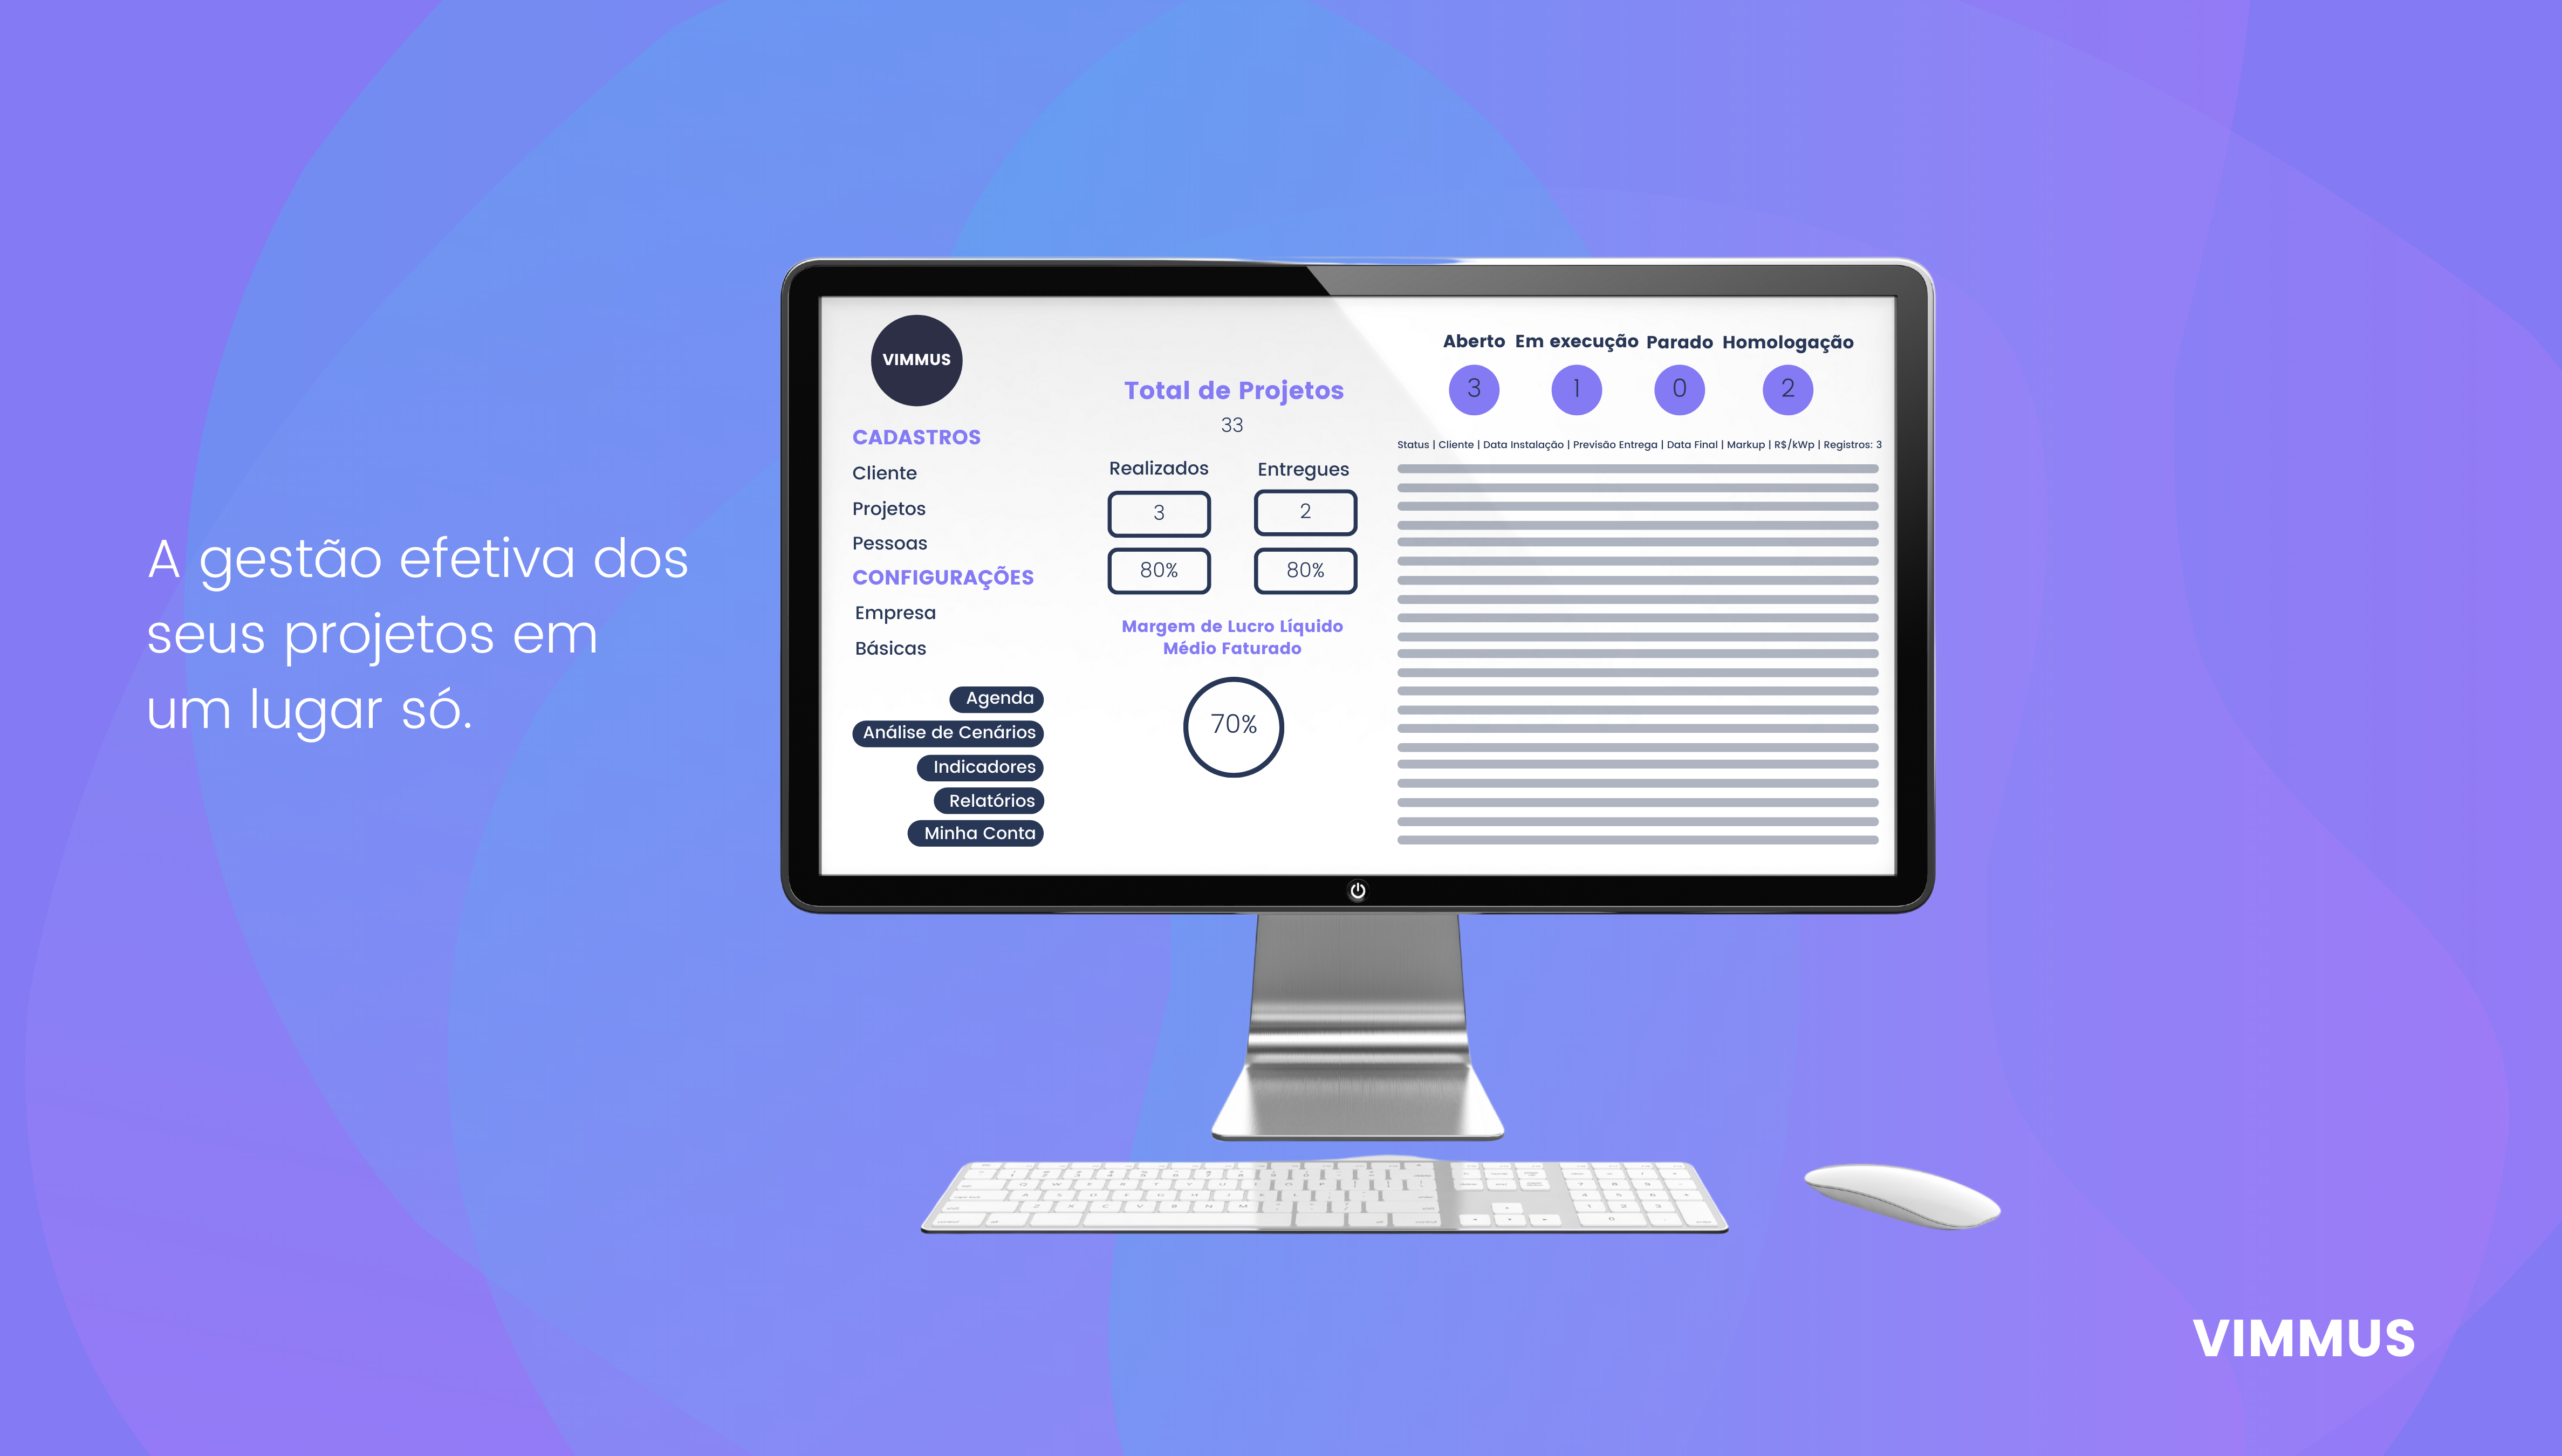 A gestão efetiva dos
seus projetos em
um lugar só.
VIMMUS
CADASTROS
Cliente
Projetos
Pessoas
CONFIGURAÇÕES
Empresa
Básicas
Agenda
Análise de Cenários
Indicadores
Relatórios
Minha Conta
Total de Projetos
33
Realizados Entregues
3 2
80% 80%
Margem de Lucro Líquido
Médio Faturado
70%
Aberto Em execução Parado Homologação
3 1 0 2
Status | Cliente | Data Instalação | Previsão Entrega | Data Final | Markup | R$/kWp | Registros: 3
VIMMUS